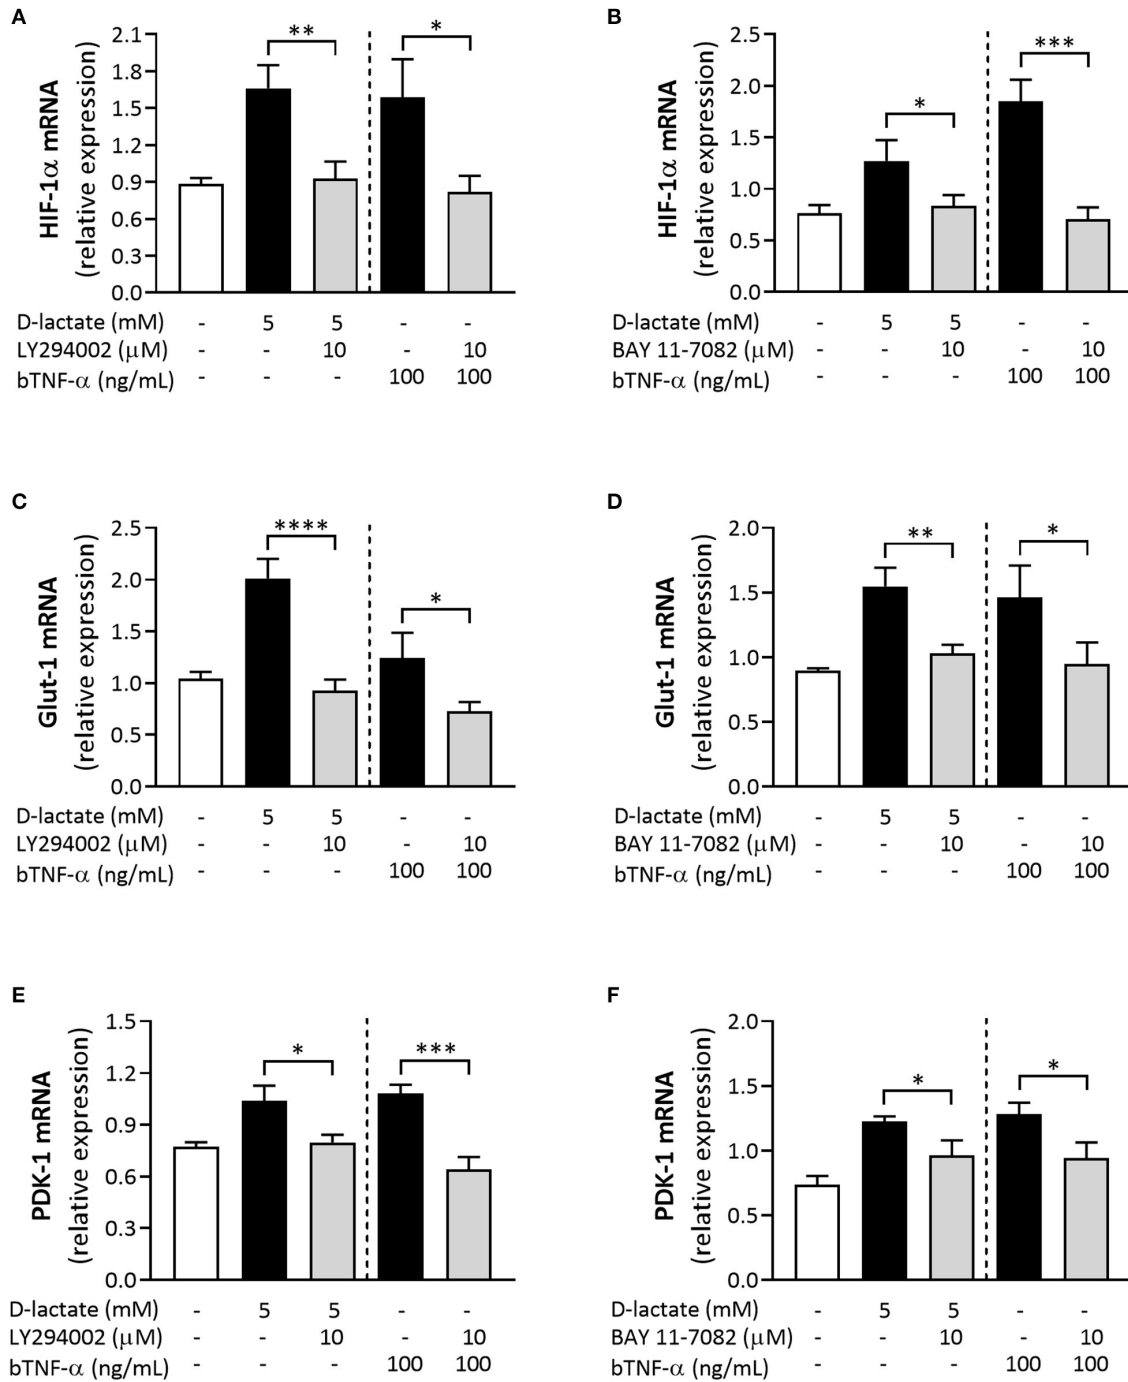 A
HIF-1α mRNA
(relative expression)
2.1
1.8
1.5
1.2
0.9
0.6
0.3
0.0
** *
D-lactate (mM) - 5 5 - -
LY294002 (μM) - - 10 - 10
bTNF-α (ng/mL) - - - 100 100
B
HIF-1α mRNA
(relative expression)
2.5
2.0
1.5
1.0
0.5
0.0
* ***
D-lactate (mM) - 5 5 - -
BAY 11-7082 (μM) - - 10 - 10
bTNF-α (ng/mL) - - - 100 100
C
Glut-1 mRNA
(relative expression)
2.5
2.0
1.5
1.0
0.5
0.0
**** *
D-lactate (mM) - 5 5 - -
LY294002 (μM) - - 10 - 10
bTNF-α (ng/mL) - - - 100 100
D
Glut-1 mRNA
(relative expression)
2.0
1.5
1.0
0.5
0.0
** *
D-lactate (mM) - 5 5 - -
BAY 11-7082 (μM) - - 10 - 10
bTNF-α (ng/mL) - - - 100 100
E
PDK-1 mRNA
(relative expression)
1.5
1.2
0.9
0.6
0.3
0.0
* ***
D-lactate (mM) - 5 5 - -
LY294002 (μM) - - 10 - 10
bTNF-α (ng/mL) - - - 100 100
F
PDK-1 mRNA
(relative expression)
2.0
1.5
1.0
0.5
0.0
* *
D-lactate (mM) - 5 5 - -
BAY 11-7082 (μM) - - 10 - 10
bTNF-α (ng/mL) - - - 100 100